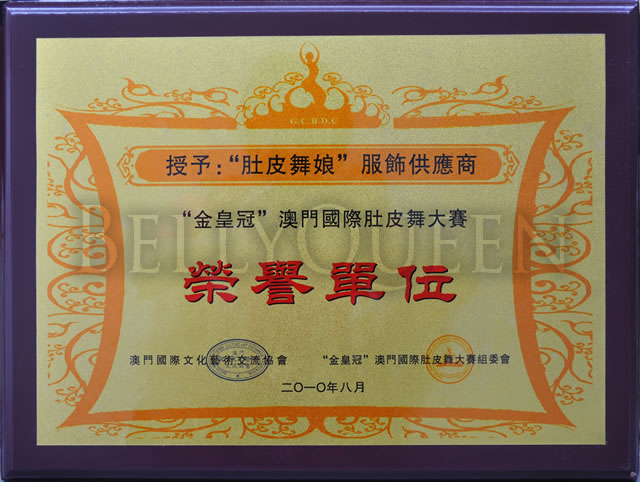 G.C.B.D.C
授予：“肚皮舞娘”服飾供應商
“金皇冠”澳門國際肚皮舞大賽
BELLYQUEEN
榮譽單位
澳門國際文化藝術交流協會 “金皇冠”澳門國際肚皮舞大賽組委會
二〇一〇年八月